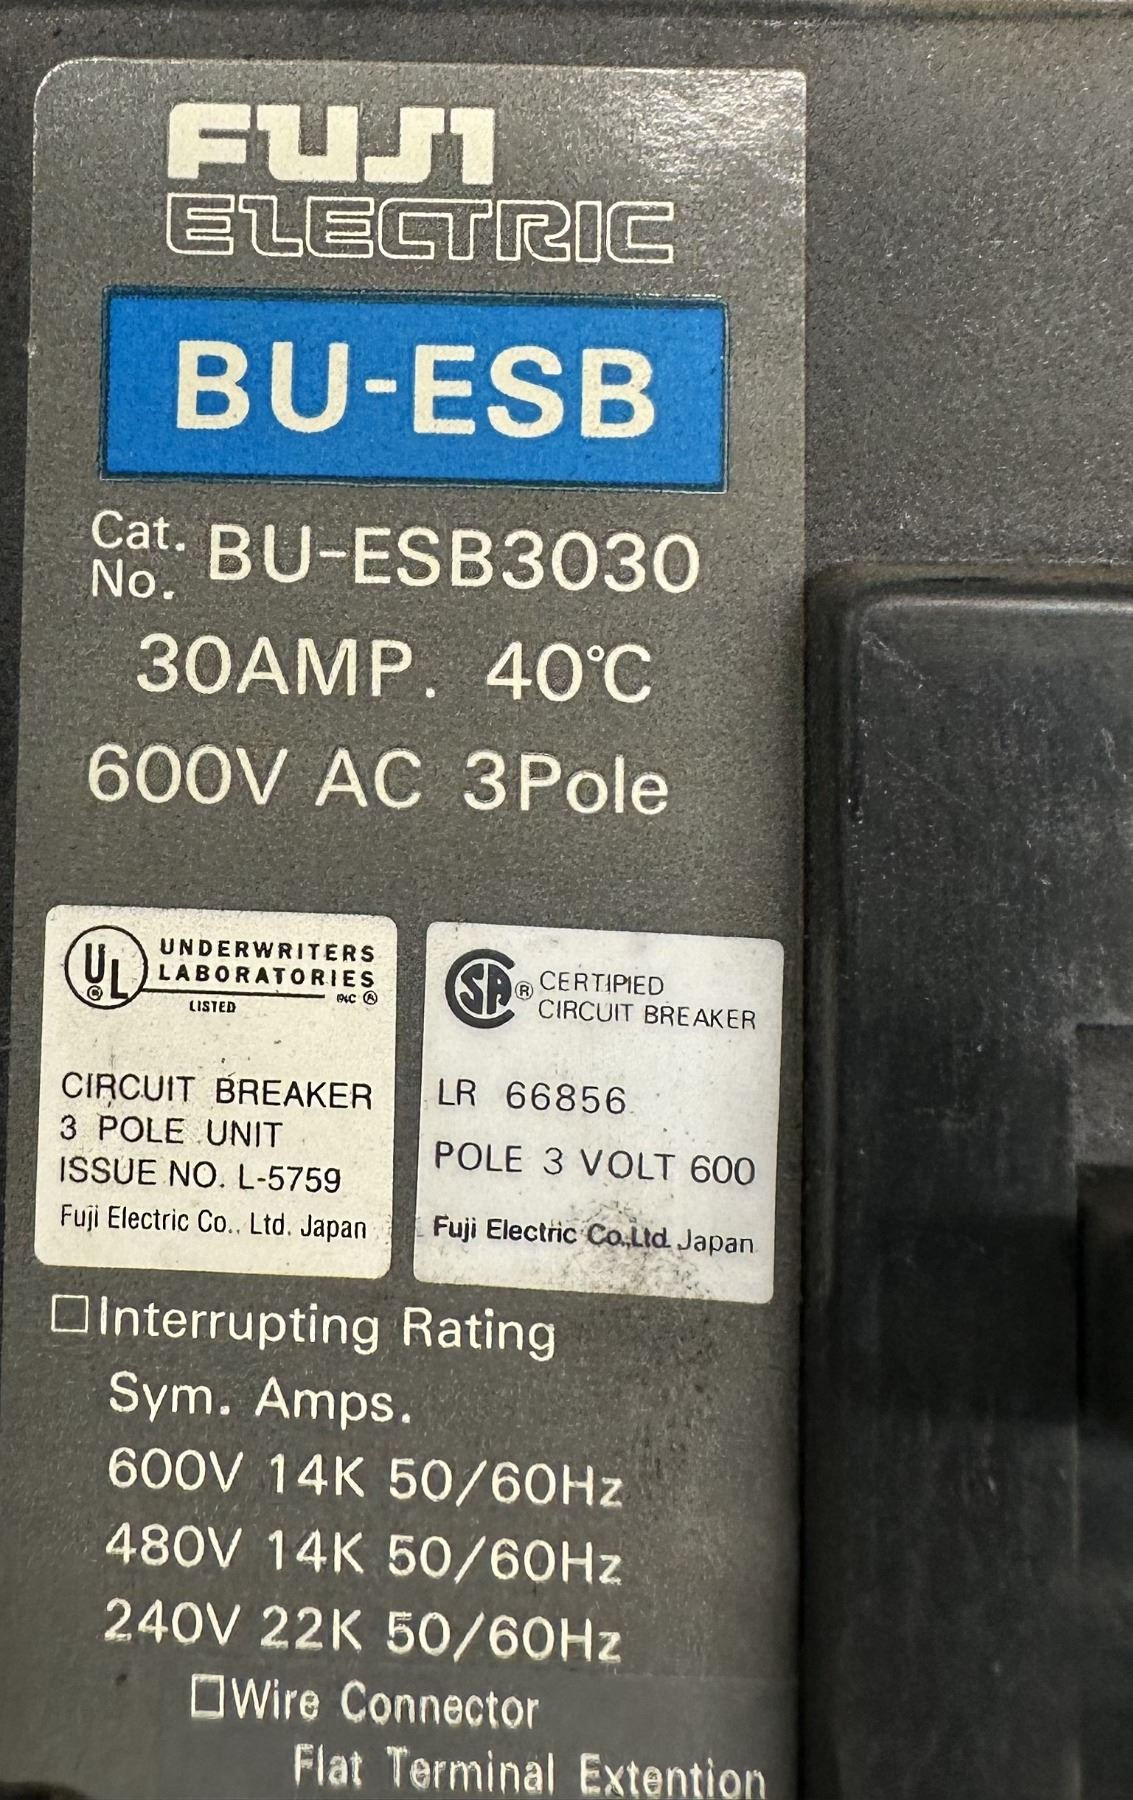 FUJI
ELECTRIC
BU-ESB
Cat. No. BU-ESB3030
30AMP. 40℃
600V AC 3Pole
UL® UNDERWRITERS
LABORATORIES
LISTED
CIRCUIT BREAKER
3 POLE UNIT
ISSUE NO. L-5759
Fuji Electric Co., Ltd. Japan
SA® CERTIFIED
CIRCUIT BREAKER
LR 66856
POLE 3 VOLT 600
Fuji Electric Co.,Ltd. Japan
□Interrupting Rating
Sym. Amps.
600V 14K 50/60Hz
480V 14K 50/60Hz
240V 22K 50/60Hz
□Wire Connector
Flat Terminal Extention